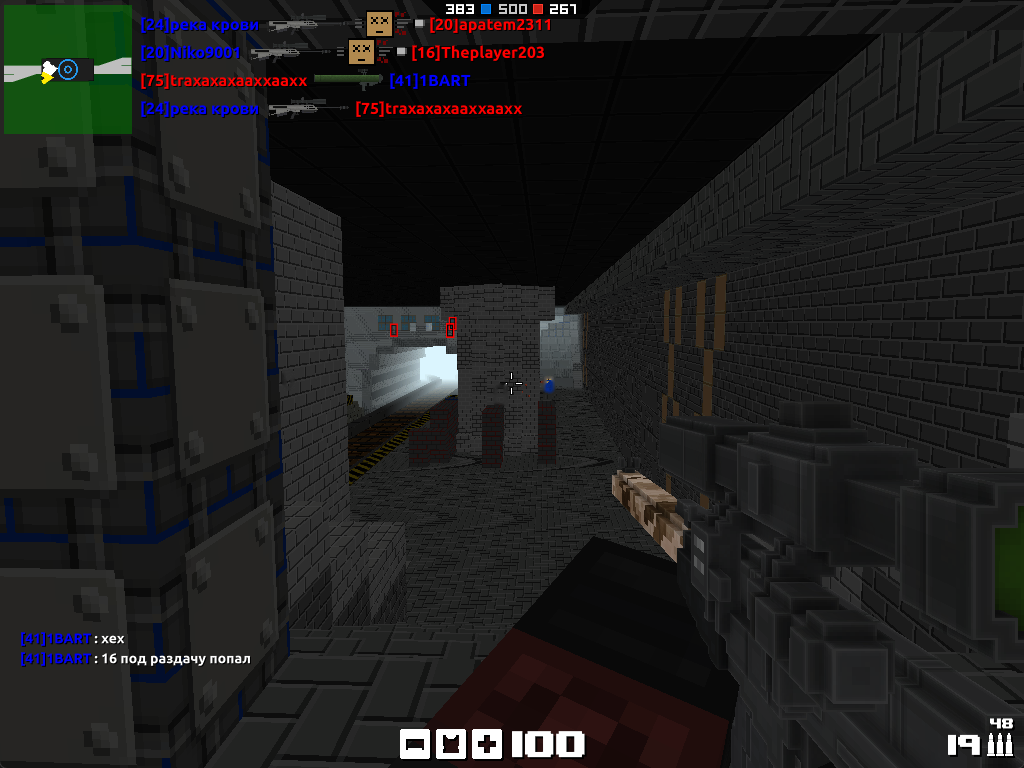 383 500 267
[24]река крови [20]apatem2311
[20]Niko9001 [16]Theplayer203
[75]traxaxaxaaxxaaxx [41]1BART
[24]река крови [75]traxaxaxaaxxaaxx
[41]1BART : хех
[41]1BART : 16 под раздачу попал
100
48
19